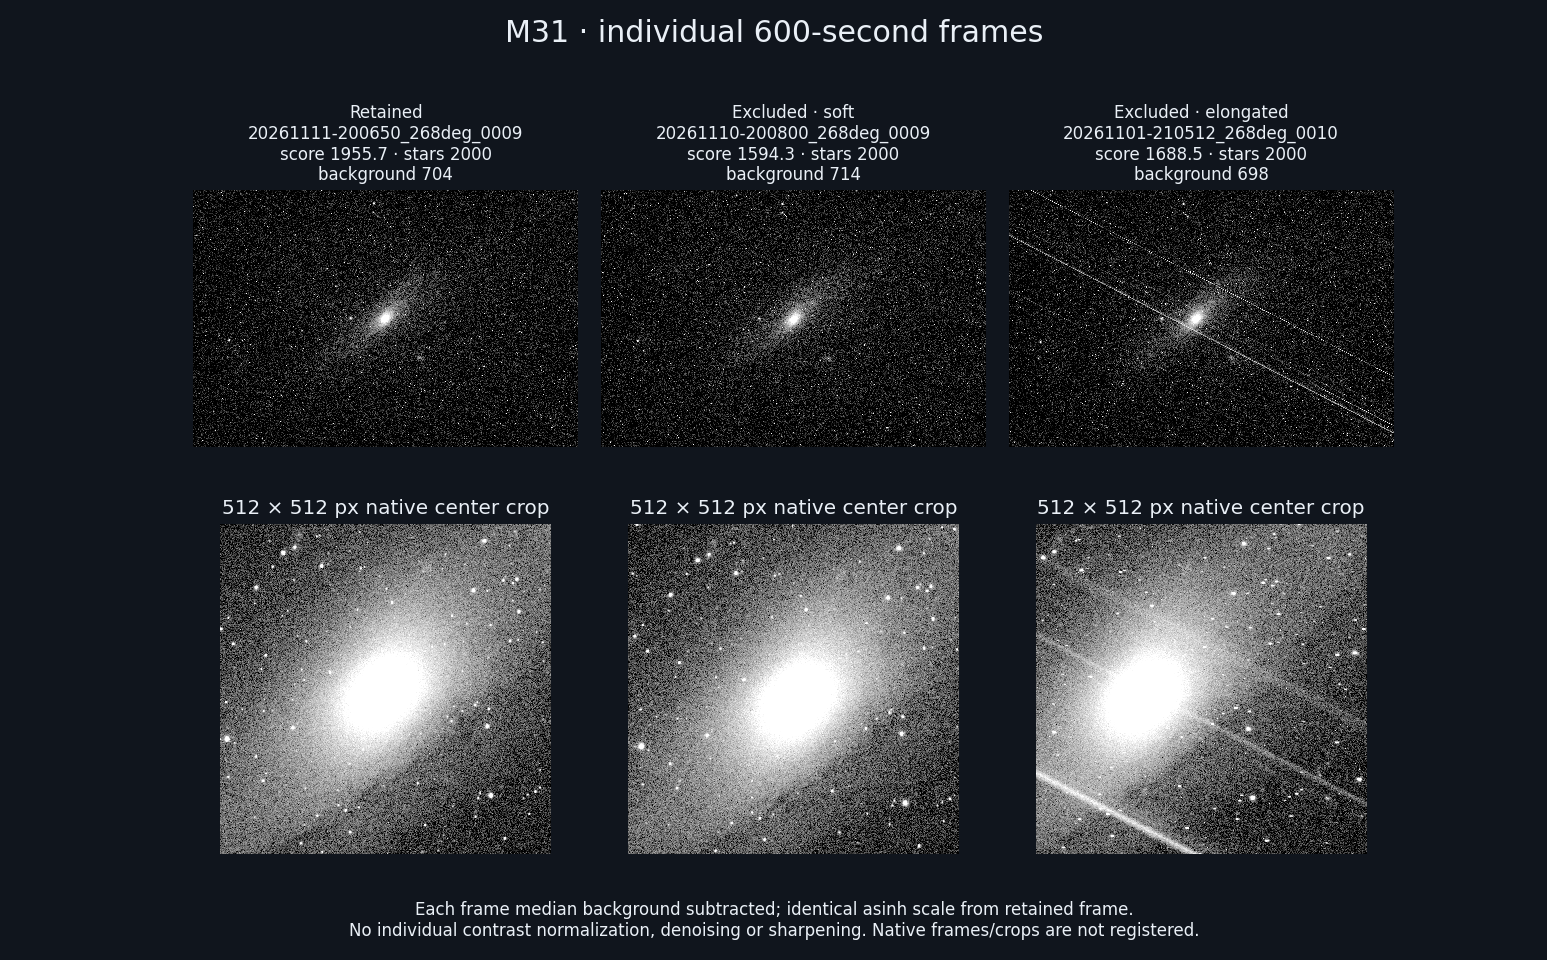 M31 · individual 600-second frames
Retained
20261111-200650_268deg_0009
score 1955.7 · stars 2000
background 704
Excluded · soft
20261110-200800_268deg_0009
score 1594.3 · stars 2000
background 714
Excluded · elongated
20261101-210512_268deg_0010
score 1688.5 · stars 2000
background 698
512 × 512 px native center crop
512 × 512 px native center crop
512 × 512 px native center crop
Each frame median background subtracted; identical asinh scale from retained frame.
No individual contrast normalization, denoising or sharpening. Native frames/crops are not registered.